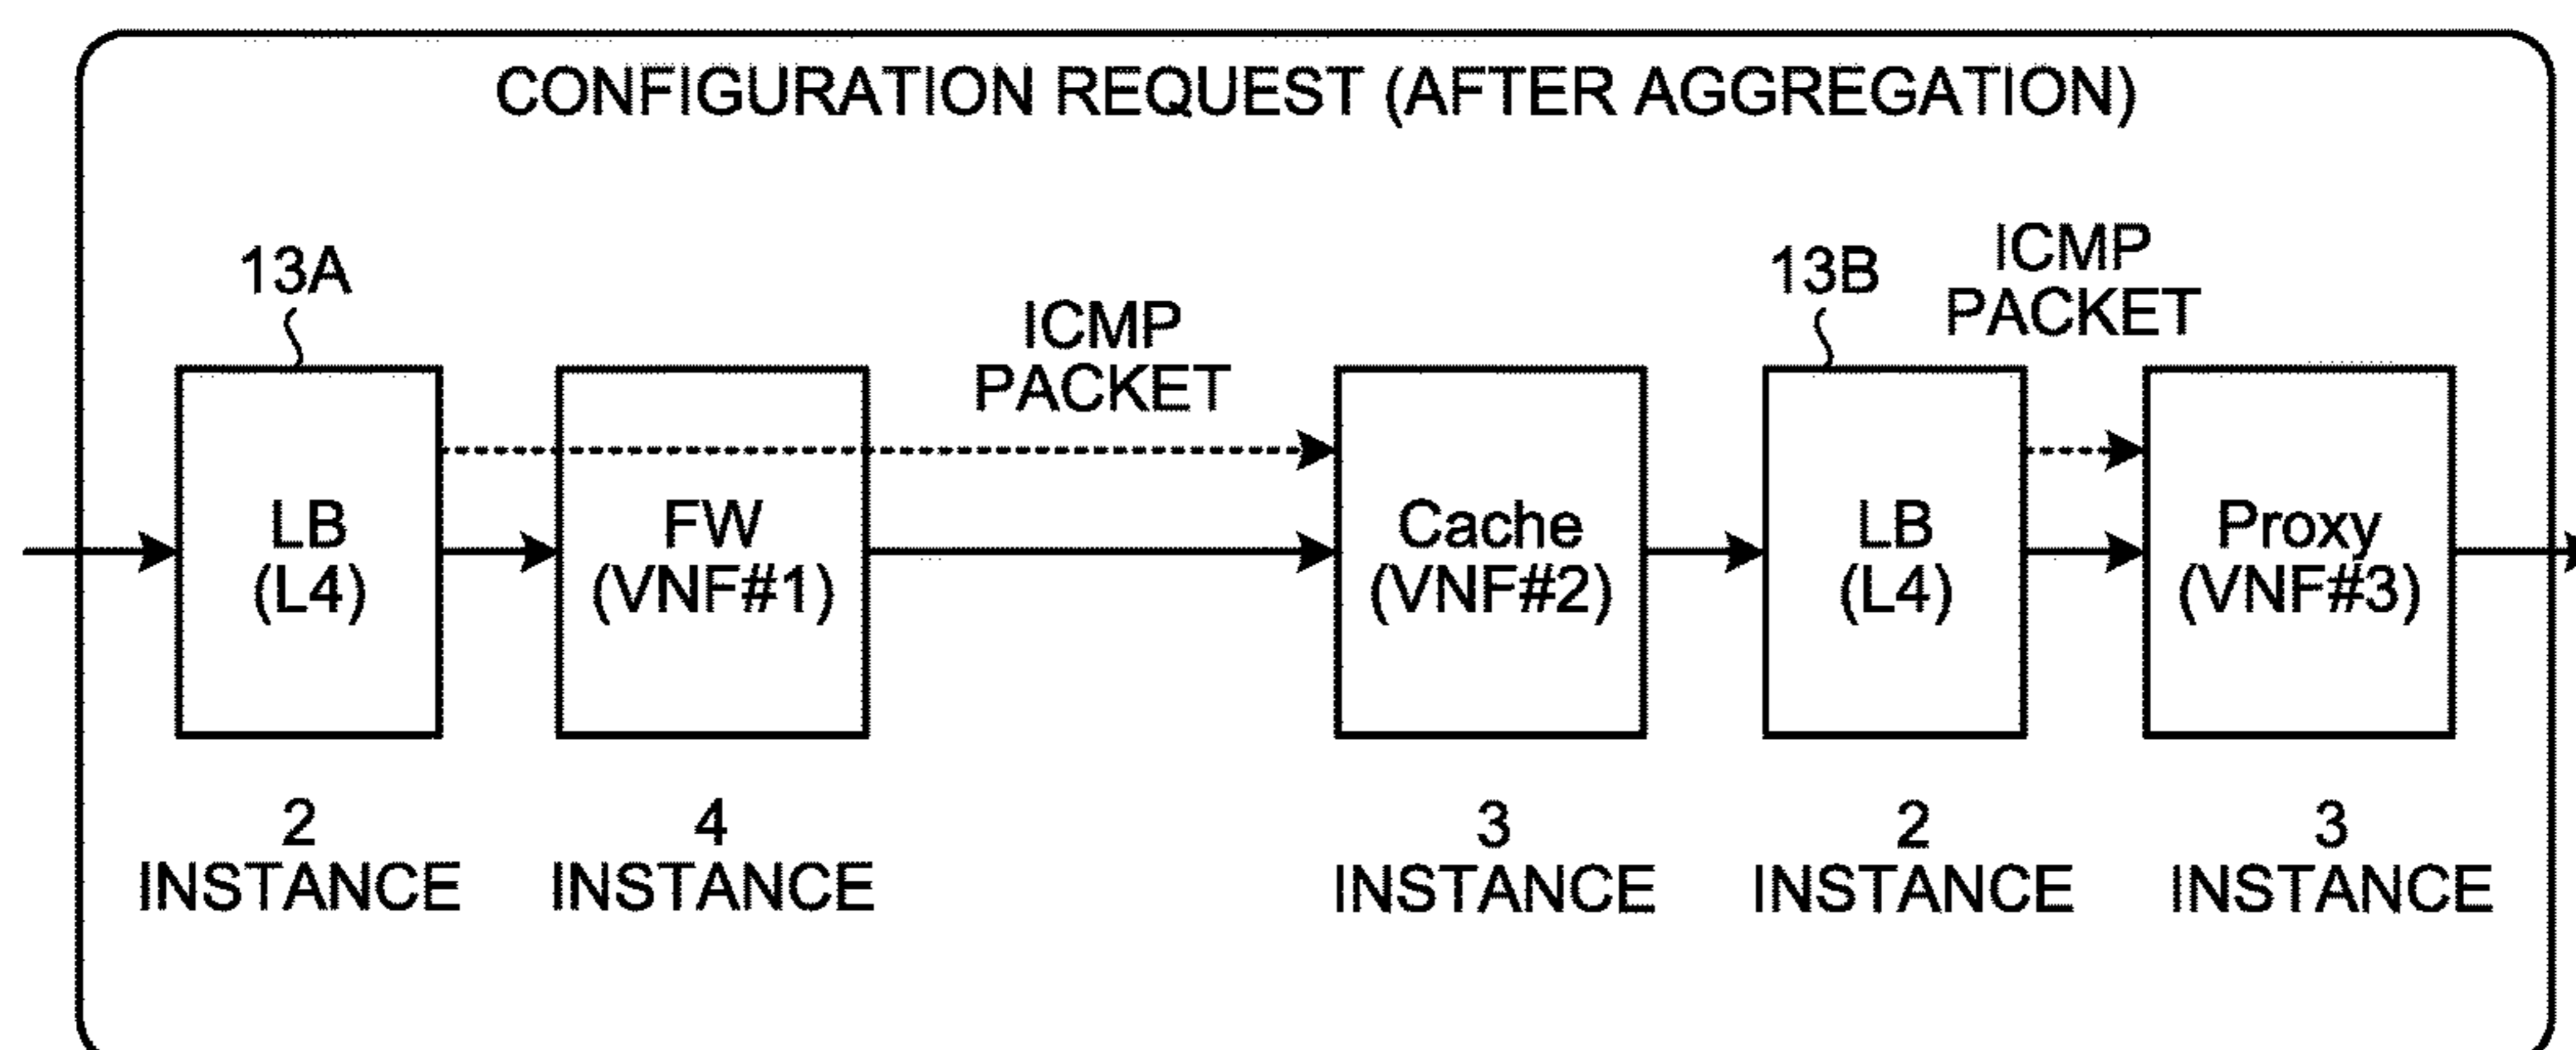 CONFIGURATION REQUEST (AFTER AGGREGATION)
13A
ICMP
PACKET
13B
ICMP
PACKET
LB
(L4)
FW
(VNF#1)
Cache
(VNF#2)
LB
(L4)
Proxy
(VNF#3)
2
INSTANCE
4
INSTANCE
3
INSTANCE
2
INSTANCE
3
INSTANCE